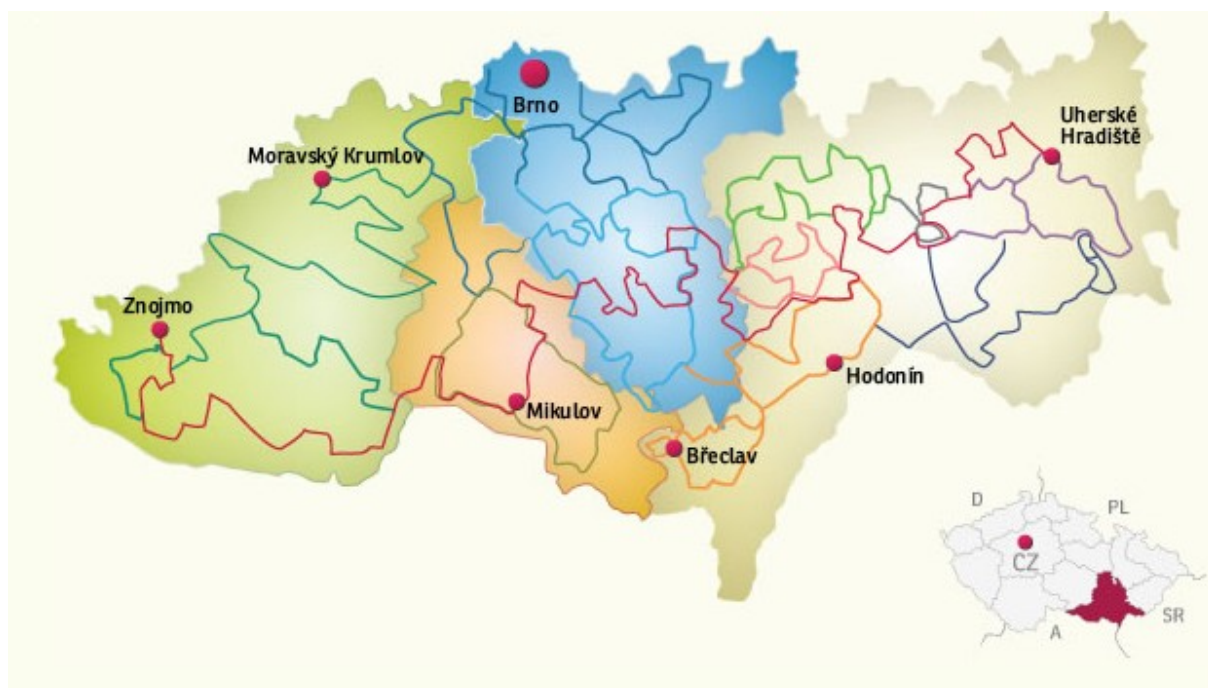 Brno
Uherské
Hradiště
Moravský Krumlov
Znojmo
Hodonín
Mikulov
Břeclav
D
PL
CZ
SR
A